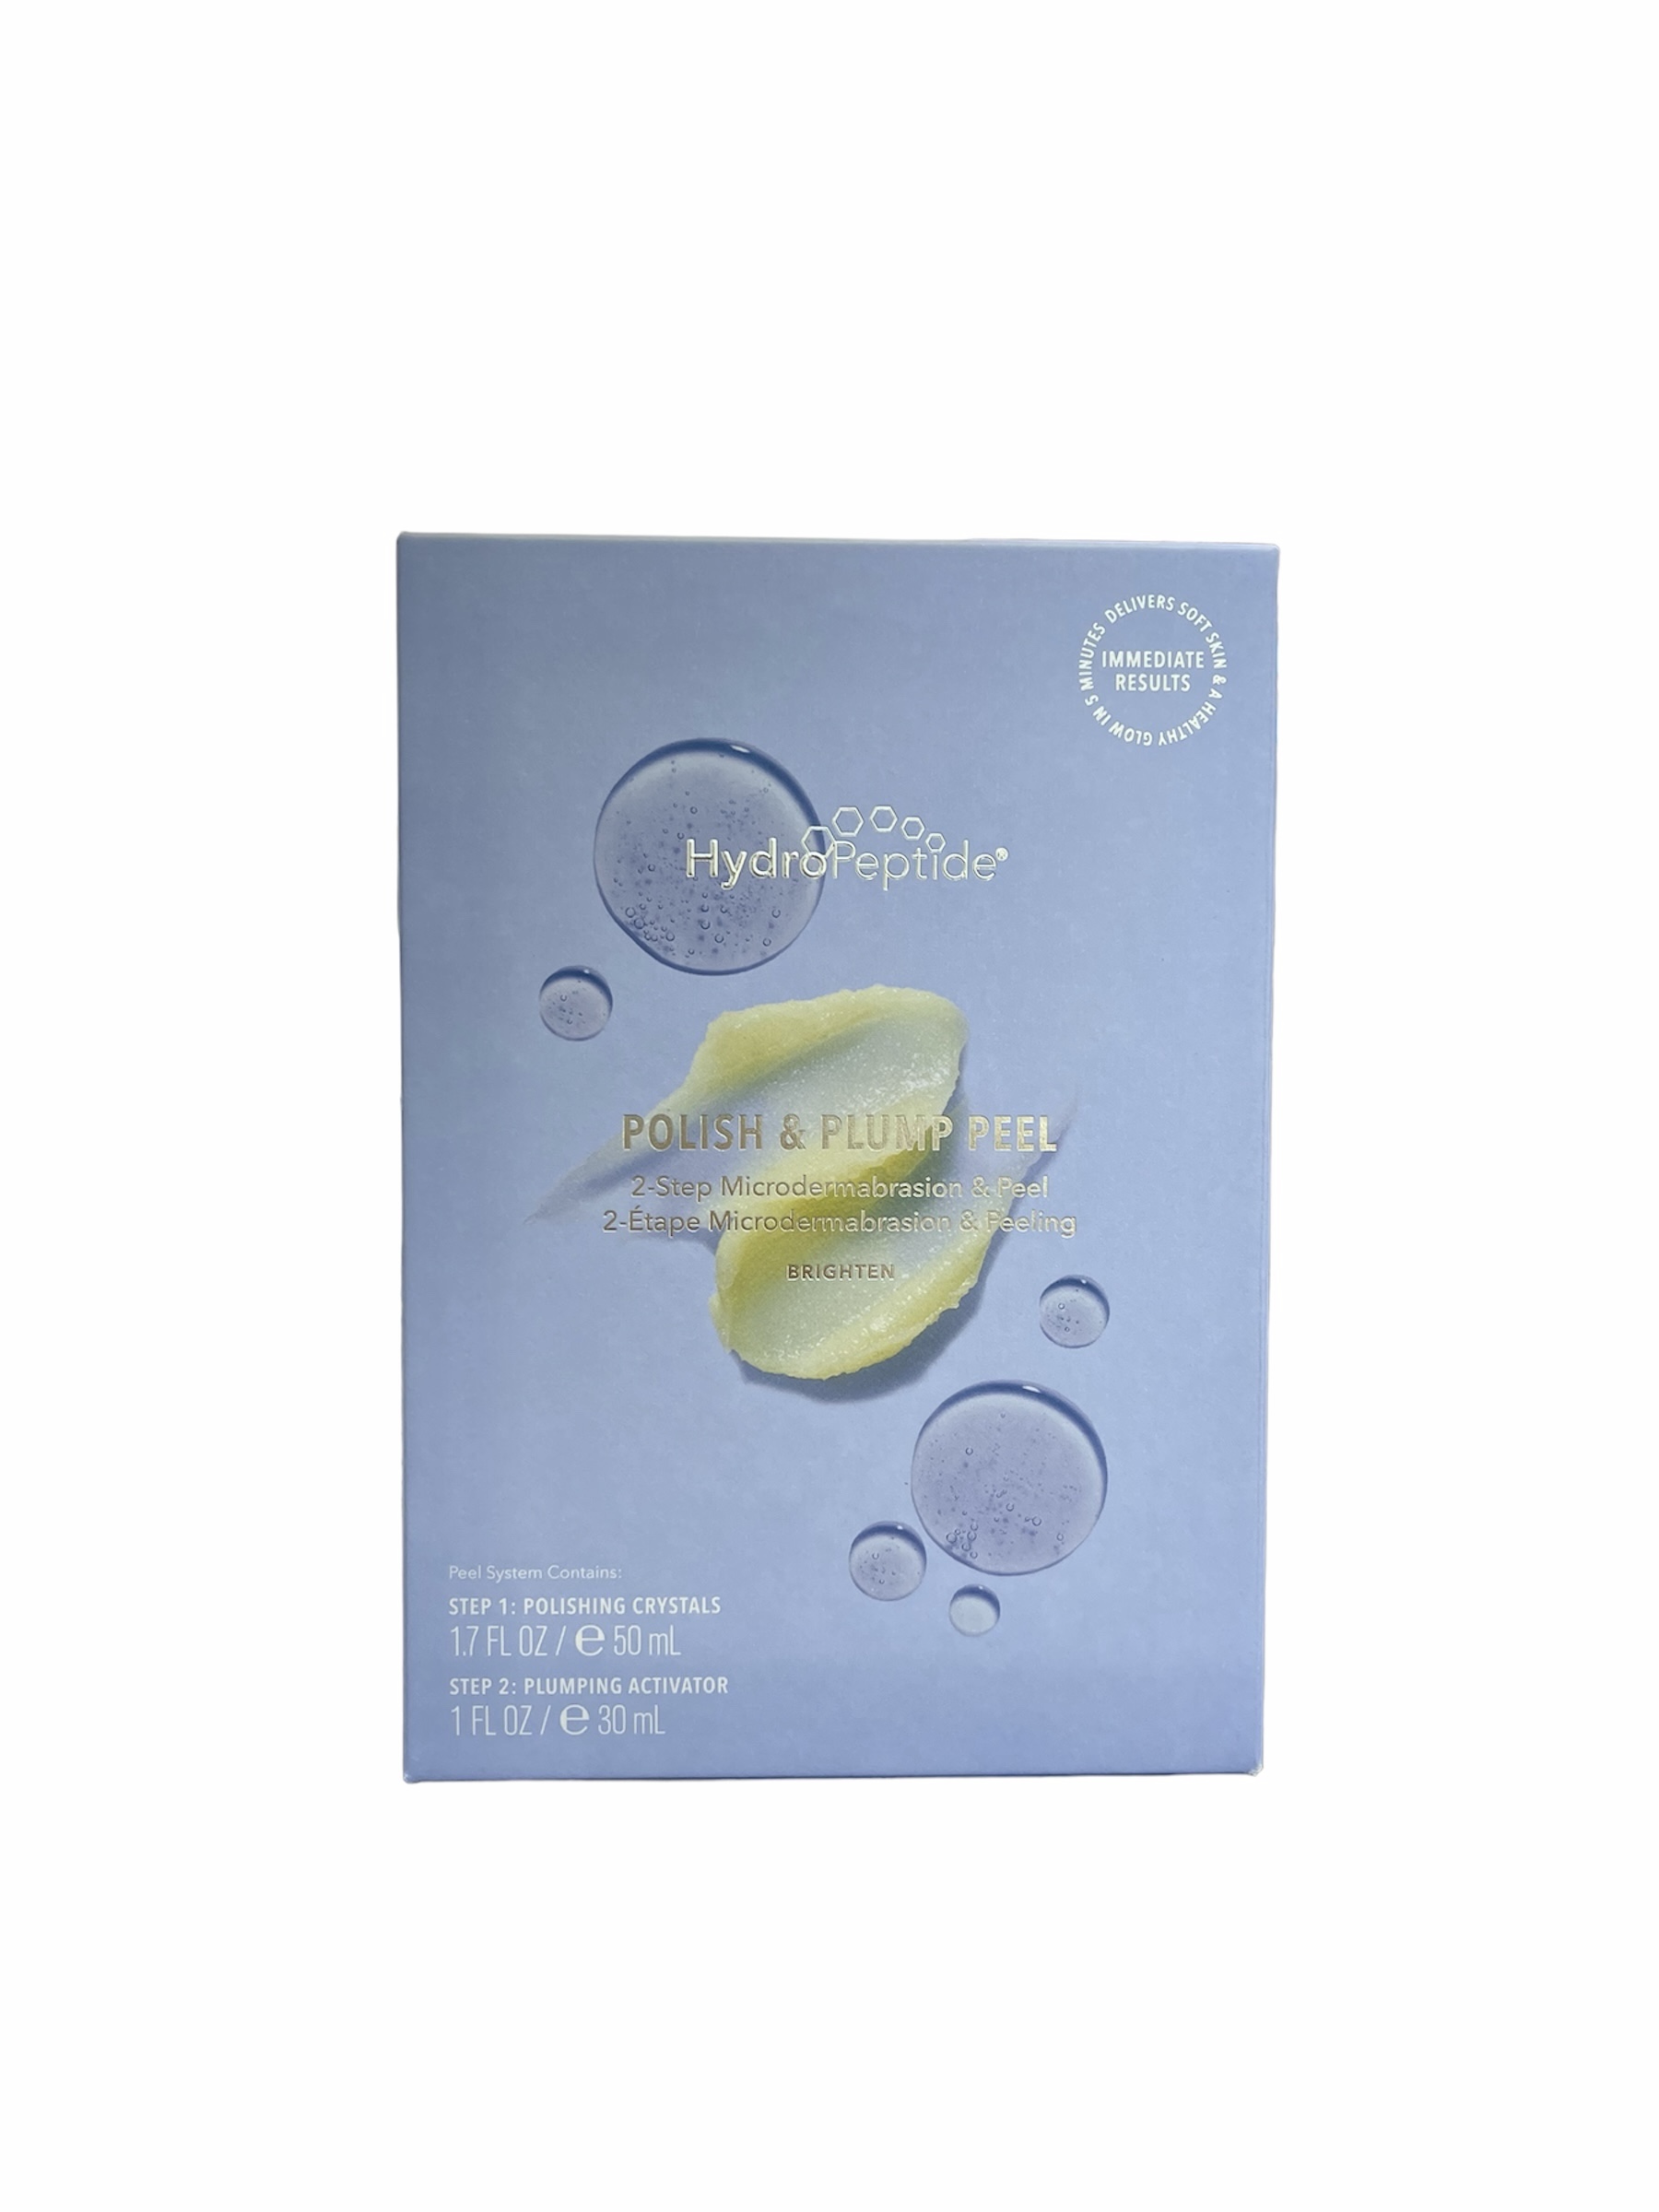 DELIVERS SOFT SKIN & A HEALTHY GLOW IN 5 MINUTES
IMMEDIATE
RESULTS
HydroPeptide®
POLISH & PLUMP PEEL
2-Step Microdermabrasion & Peel
2-Étape Microdermabrasion & Peeling
BRIGHTEN
Peel System Contains:
STEP 1: POLISHING CRYSTALS
1.7 FL OZ / ℮ 50 mL
STEP 2: PLUMPING ACTIVATOR
1 FL OZ / ℮ 30 mL